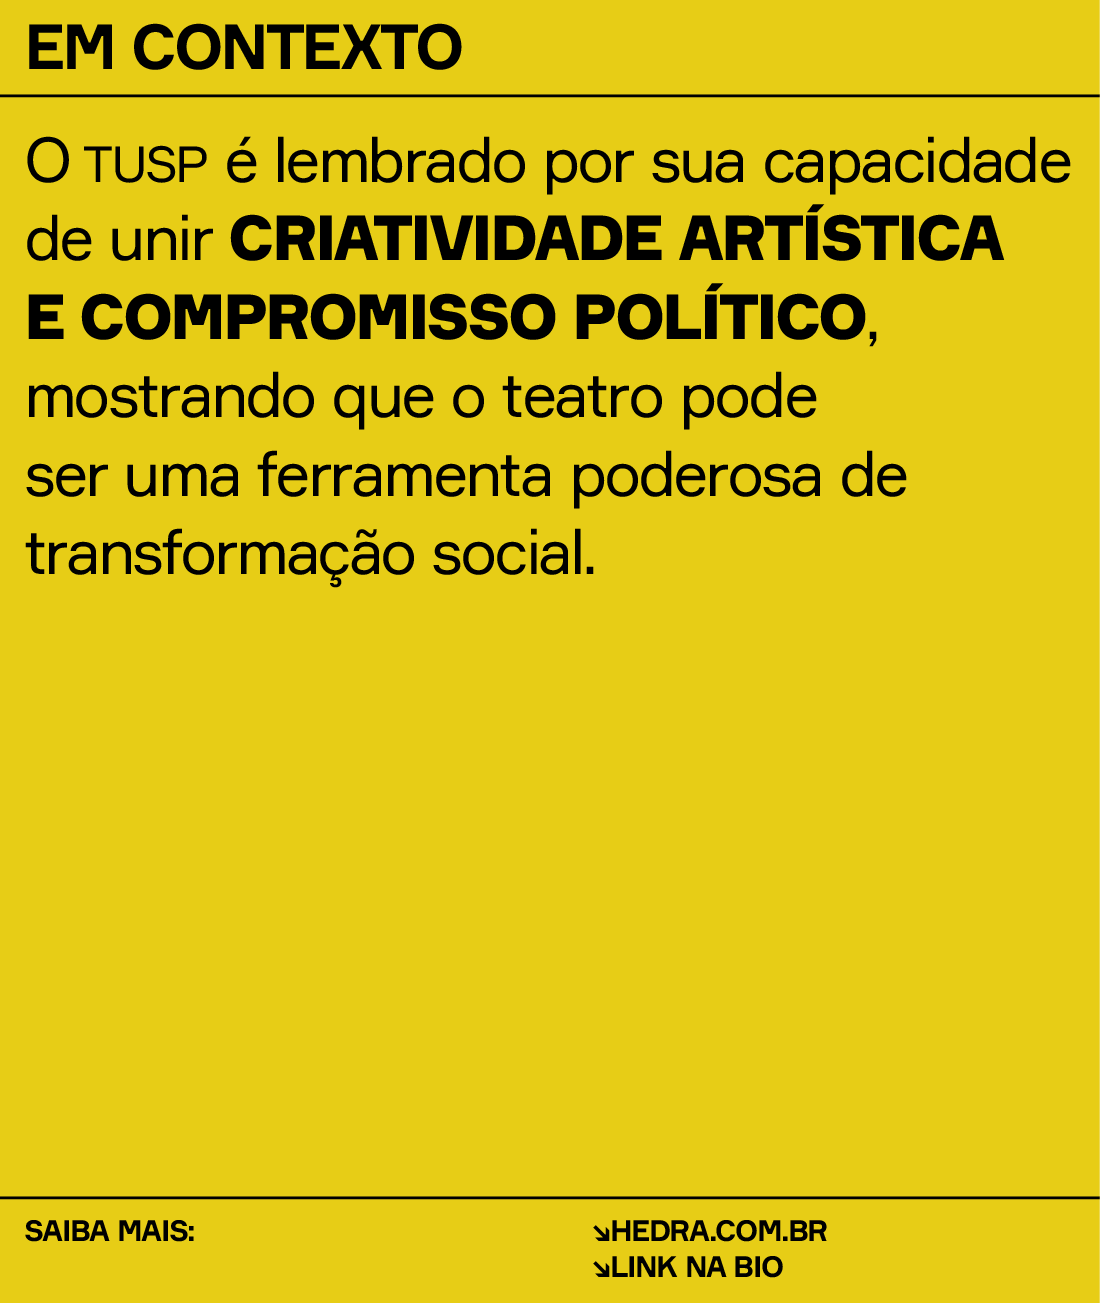 EM CONTEXTO
O TUSP é lembrado por sua capacidade
de unir CRIATIVIDADE ARTÍSTICA
E COMPROMISSO POLÍTICO,
mostrando que o teatro pode
ser uma ferramenta poderosa de
transformação social.
SAIBA MAIS:
↘HEDRA.COM.BR
↘LINK NA BIO